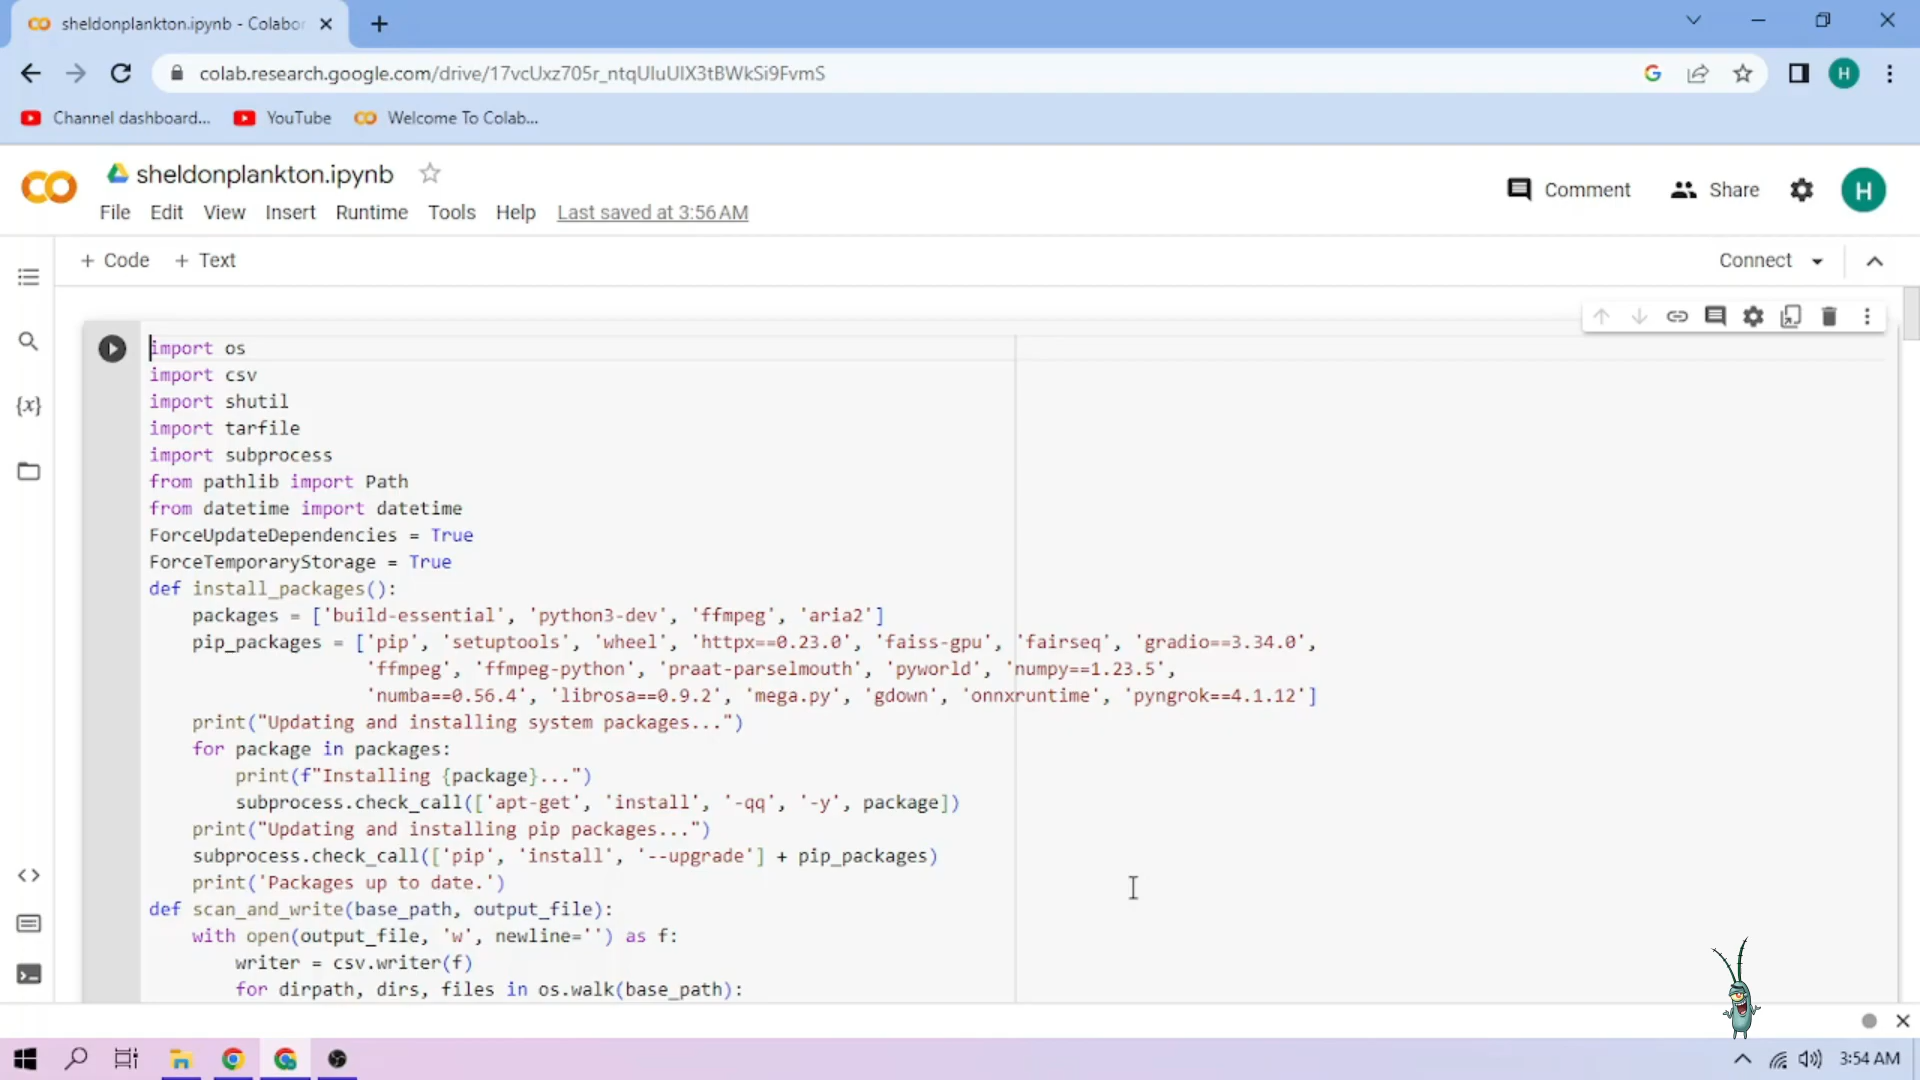 sheldonplankton.ipynb - Colabor
colab.research.google.com/drive/17vcUxz705r_ntqUIuUIX3tBWkSi9FvmS
H
Channel dashboard...
YouTube
Welcome To Colab...
sheldonplankton.ipynb
Comment
Share
H
File Edit View Insert Runtime Tools Help Last saved at 3:56 AM
+ Code + Text
Connect
import os
import csv
import shutil
import tarfile
import subprocess
from pathlib import Path
from datetime import datetime
ForceUpdateDependencies = True
ForceTemporaryStorage = True
def install_packages():
    packages = ['build-essential', 'python3-dev', 'ffmpeg', 'aria2']
    pip_packages = ['pip', 'setuptools', 'wheel', 'httpx==0.23.0', 'faiss-gpu', 'fairseq', 'gradio==3.34.0',
                    'ffmpeg', 'ffmpeg-python', 'praat-parselmouth', 'pyworld', 'numpy==1.23.5',
                    'numba==0.56.4', 'librosa==0.9.2', 'mega.py', 'gdown', 'onnxruntime', 'pyngrok==4.1.12']
    print("Updating and installing system packages...")
    for package in packages:
        print(f"Installing {package}...")
        subprocess.check_call(['apt-get', 'install', '-qq', '-y', package])
    print("Updating and installing pip packages...")
    subprocess.check_call(['pip', 'install', '--upgrade'] + pip_packages)
    print('Packages up to date.')
def scan_and_write(base_path, output_file):
    with open(output_file, 'w', newline='') as f:
        writer = csv.writer(f)
        for dirpath, dirs, files in os.walk(base_path):
3:54 AM